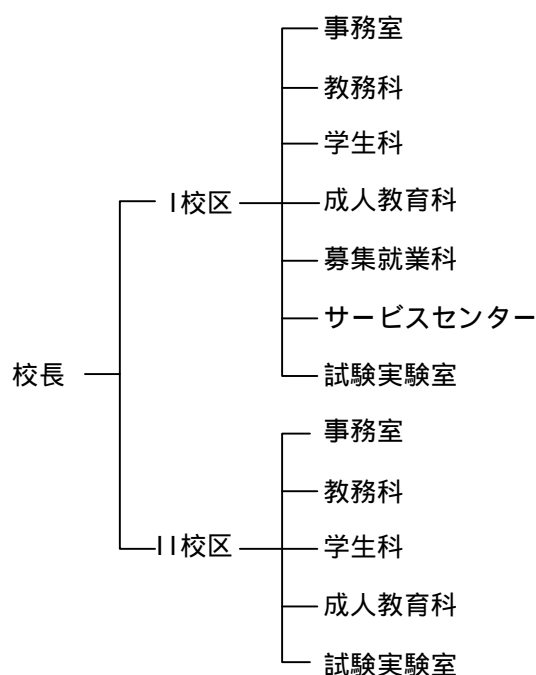 校長
I校区
事務室
教務科
学生科
成人教育科
募集就業科
サービスセンター
試験実験室
II校区
事務室
教務科
学生科
成人教育科
試験実験室